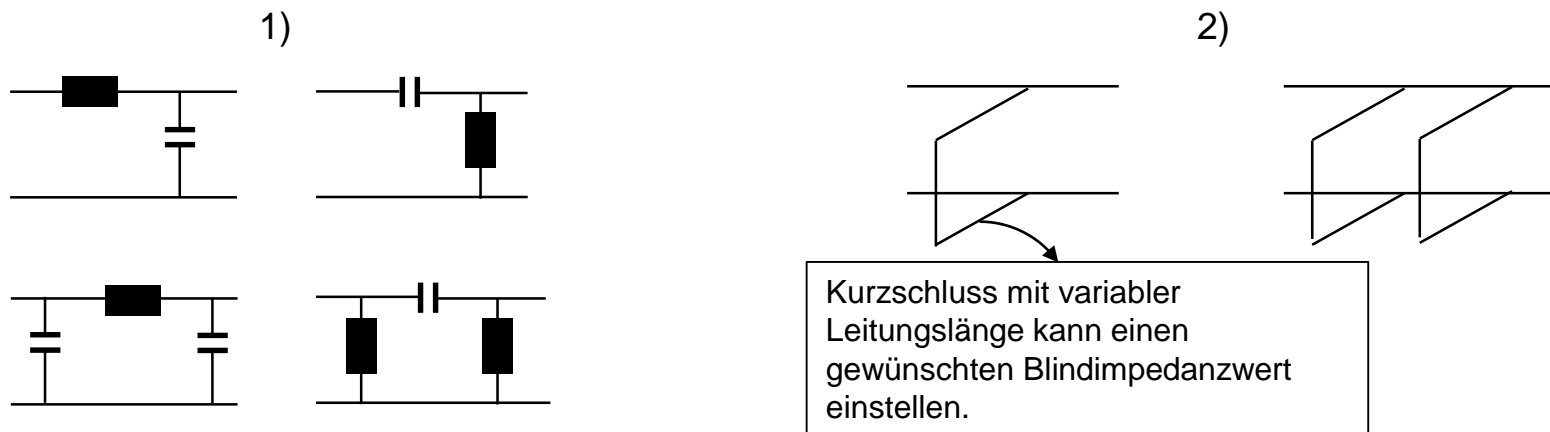 1)
2)
Kurzschluss mit variabler
Leitungslänge kann einen
gewünschten Blindimpedanzwert
einstellen.